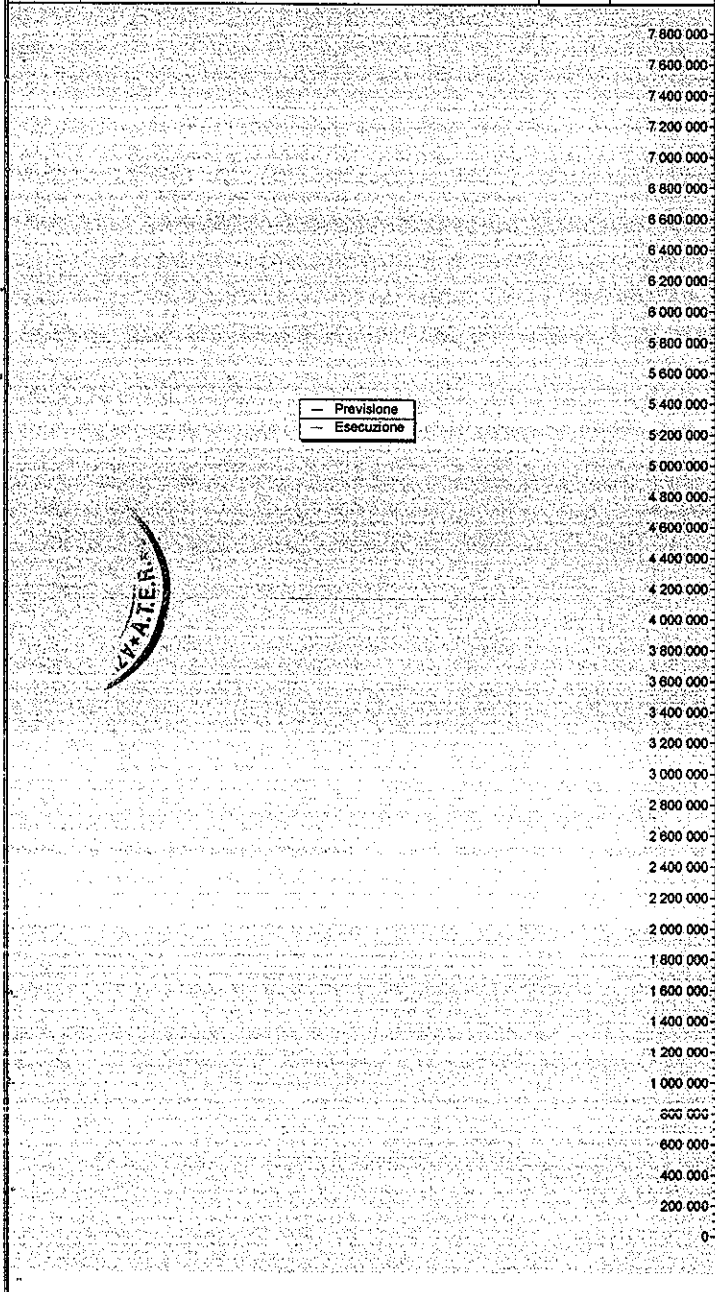 7 800 000
7 600 000
7 400 000
7 200 000
7 000 000
6 800 000
6 600 000
6 400 000
6 200 000
6 000 000
5 800 000
5 600 000
5 400 000
— Previsione
— Esecuzione
5 200 000
5 000 000
4 800 000
4 600 000
4 400 000
4 200 000
A.T.E.R.
4 000 000
3 800 000
3 600 000
3 400 000
3 200 000
3 000 000
2 800 000
2 600 000
2 400 000
2 200 000
2 000 000
1 800 000
1 600 000
1 400 000
1 200 000
1 000 000
800 000
600 000
400 000
200 000
0